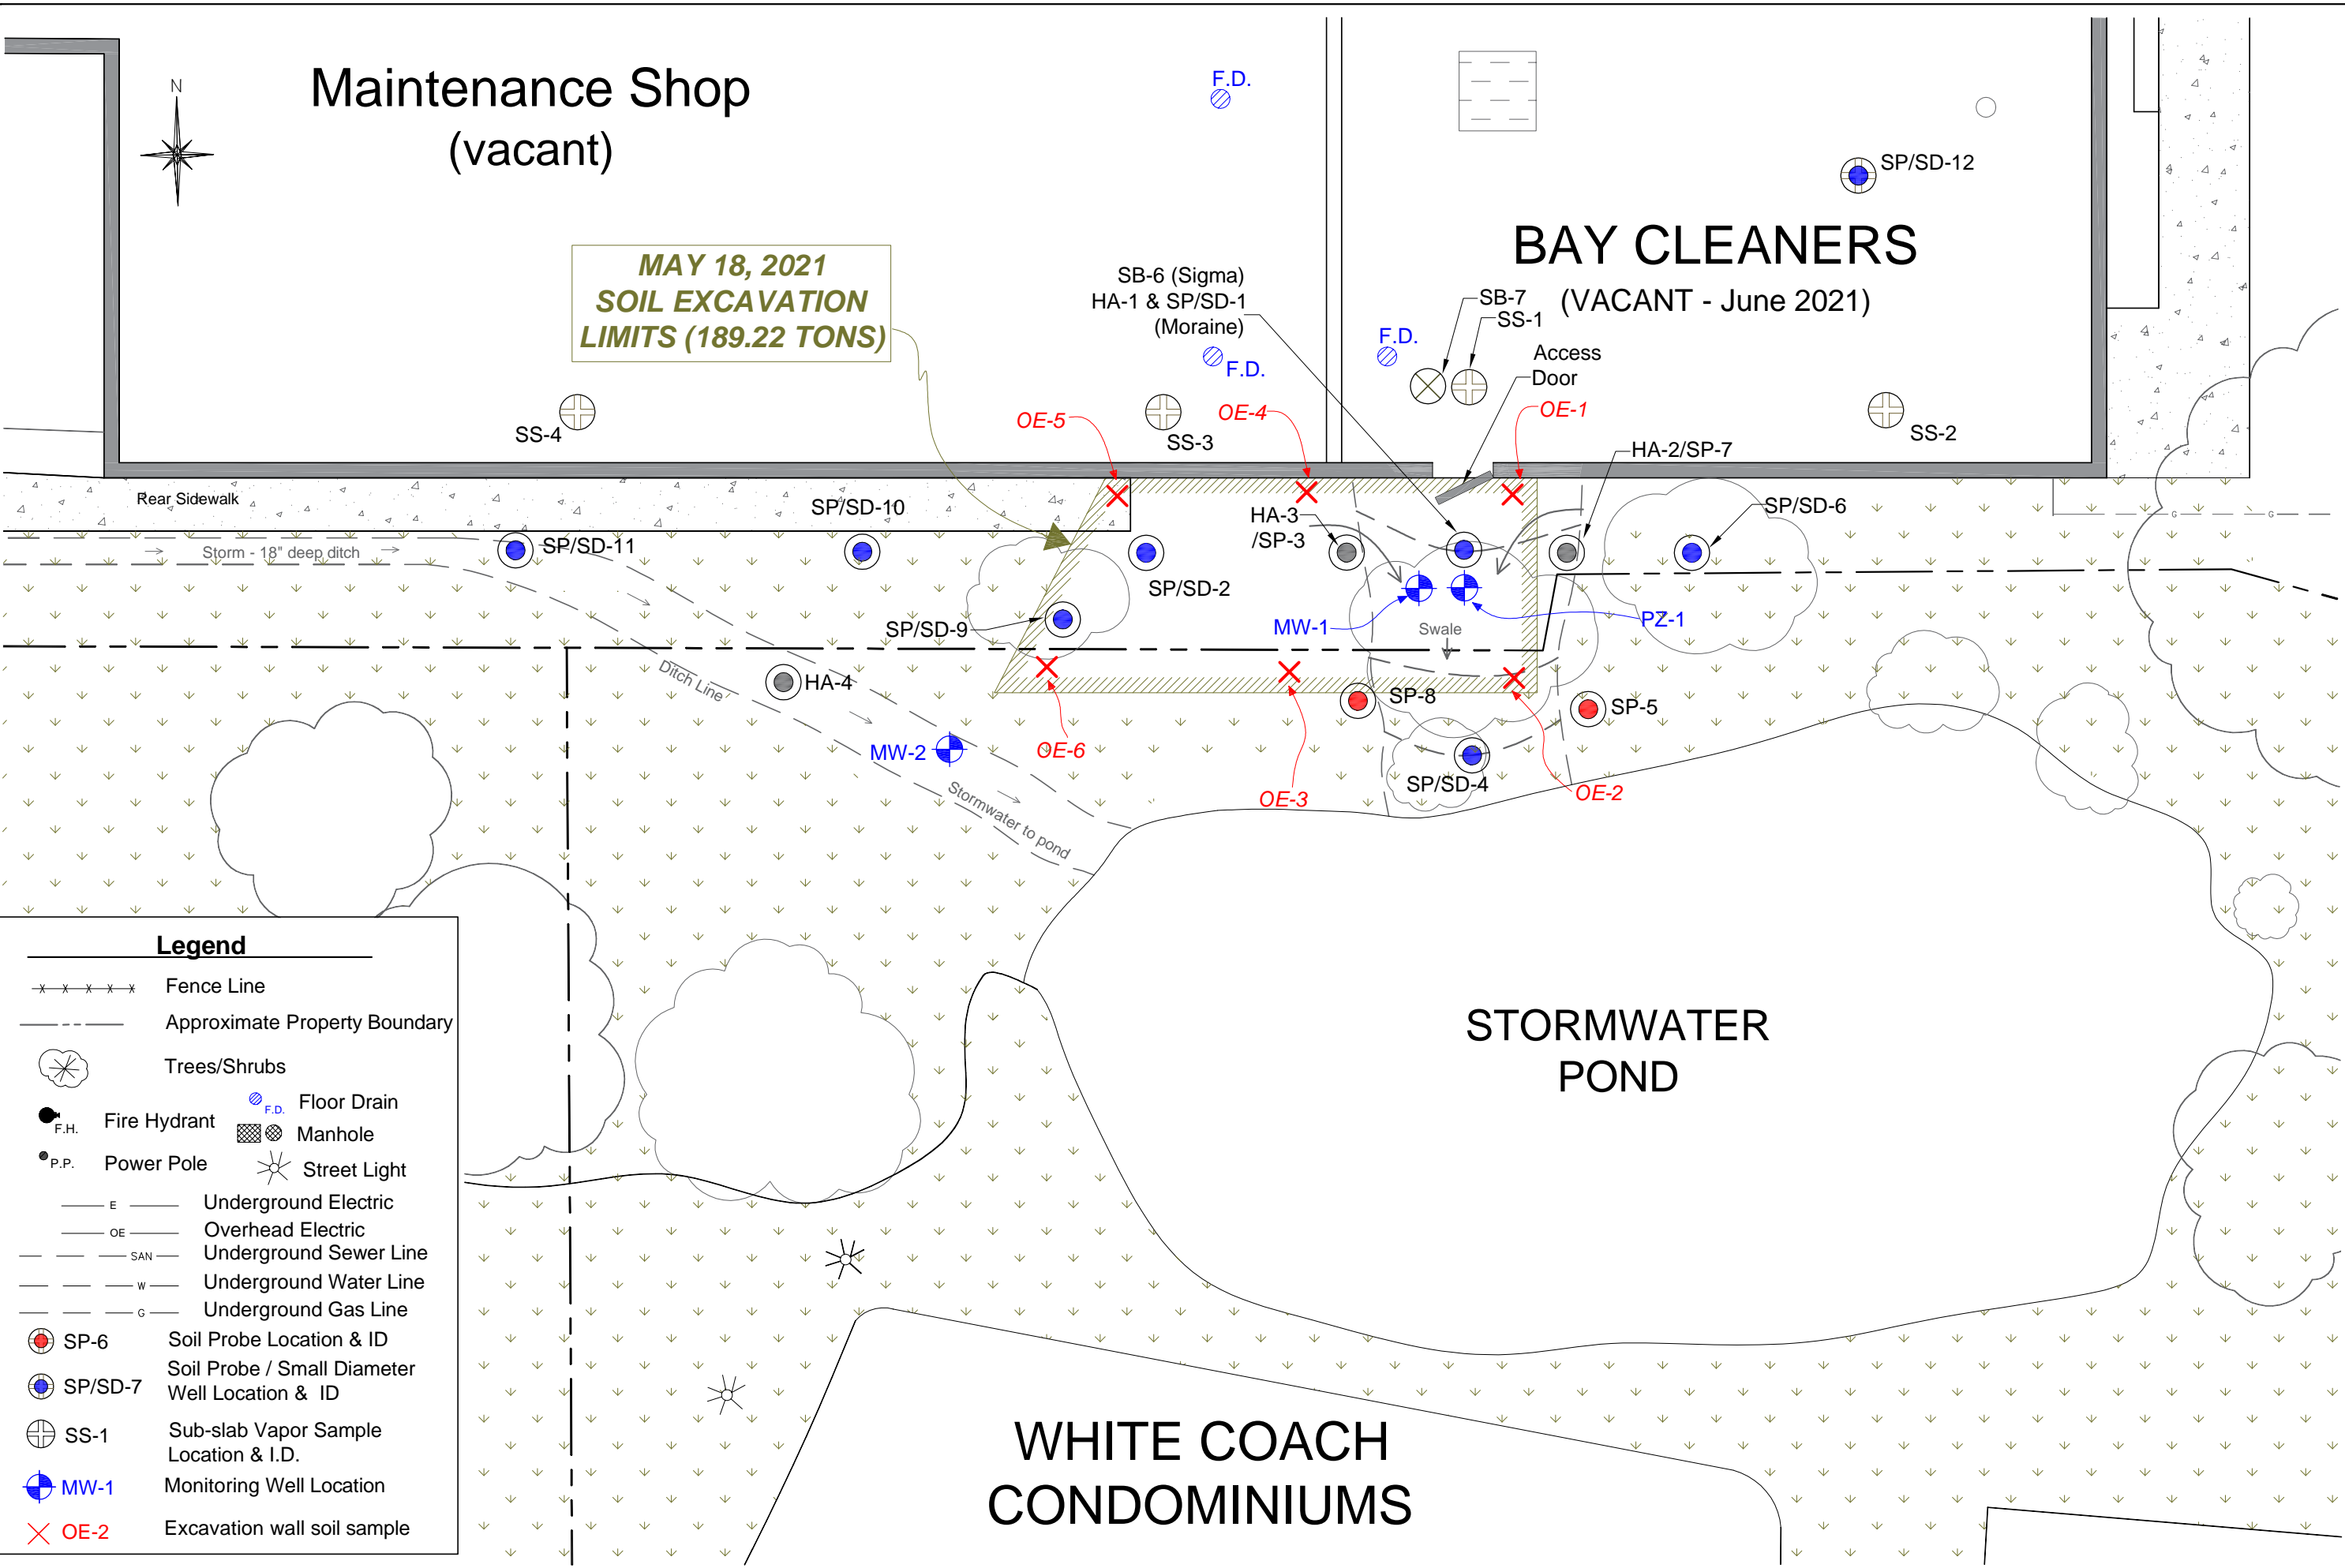 N
Maintenance Shop
(vacant)
F.D.
SP/SD-12
BAY CLEANERS
(VACANT - June 2021)
MAY 18, 2021
SOIL EXCAVATION
LIMITS (189.22 TONS)
SB-6 (Sigma)
HA-1 & SP/SD-1
(Moraine)
SB-7
SS-1
F.D.
F.D.
Access
Door
OE-5
OE-4
OE-1
SS-4
SS-3
SS-2
HA-2/SP-7
Rear Sidewalk
SP/SD-10
HA-3
/SP-3
SP/SD-6
G
G
Storm - 18" deep ditch
SP/SD-11
SP/SD-2
SP/SD-9
MW-1
Swale
PZ-1
Ditch Line
HA-4
SP-8
SP-5
MW-2
OE-6
OE-3
SP/SD-4
OE-2
Stormwater to pond
STORMWATER
POND
WHITE COACH
CONDOMINIUMS
Legend
X X X X X
Fence Line
Approximate Property Boundary
Trees/Shrubs
F.H. Fire Hydrant
F.D. Floor Drain
Manhole
P.P. Power Pole
Street Light
E Underground Electric
OE Overhead Electric
SAN Underground Sewer Line
W Underground Water Line
G Underground Gas Line
SP-6 Soil Probe Location & ID
SP/SD-7 Soil Probe / Small Diameter
Well Location & ID
SS-1 Sub-slab Vapor Sample
Location & I.D.
MW-1 Monitoring Well Location
OE-2 Excavation wall soil sample